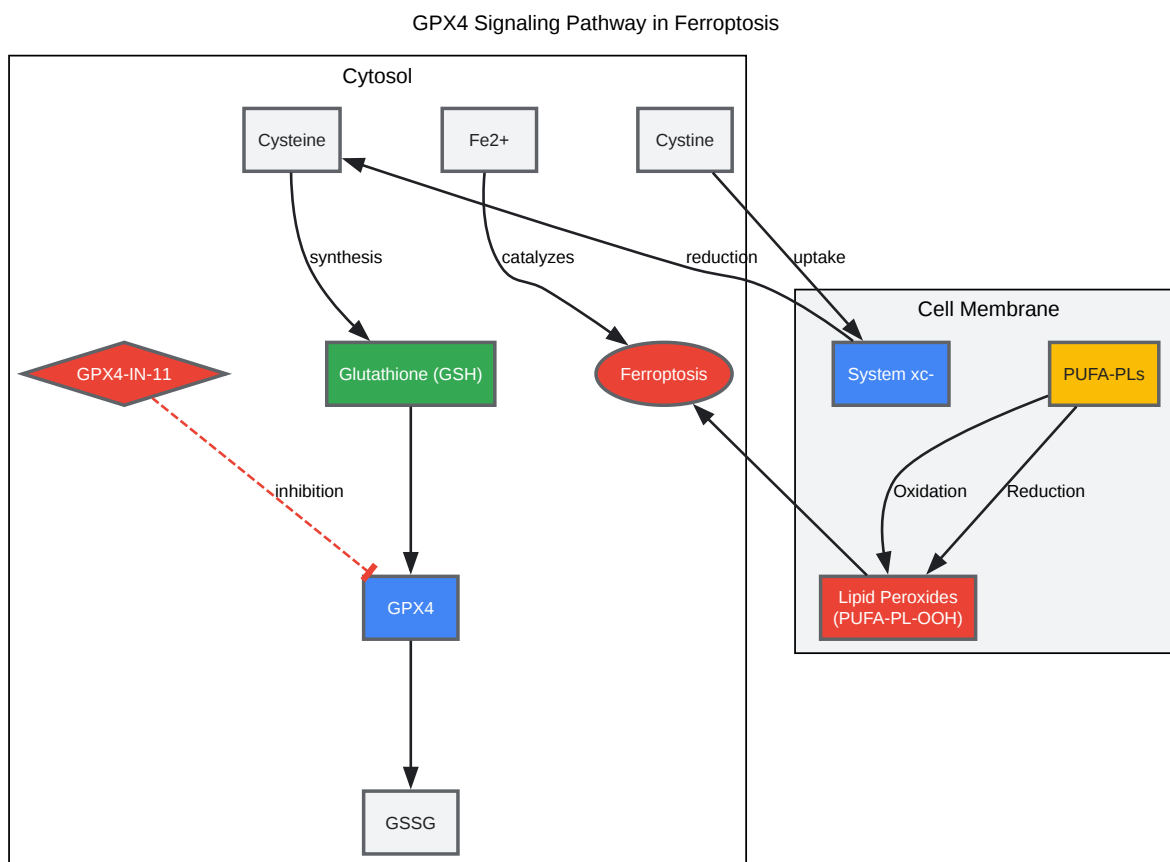 GPX4 Signaling Pathway in Ferroptosis
Cytosol
Cysteine
Fe2+
Cystine
synthesis
catalyzes
reduction
uptake
Cell Membrane
GPX4-IN-11
Glutathione (GSH)
Ferroptosis
System xc-
PUFA-PLs
inhibition
Oxidation
Reduction
GPX4
Lipid Peroxides
(PUFA-PL-OOH)
GSSG